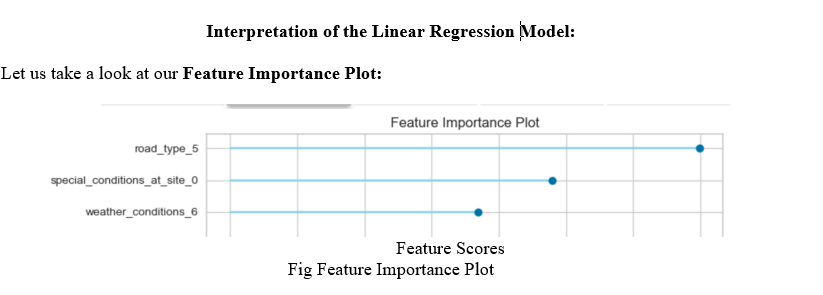 Interpretation of the Linear Regression Model:
Let us take a look at our Feature Importance Plot:
Feature Importance Plot
road_type_5
special_conditions_at_site_0
weather_conditions_6
Feature Scores
Fig Feature Importance Plot